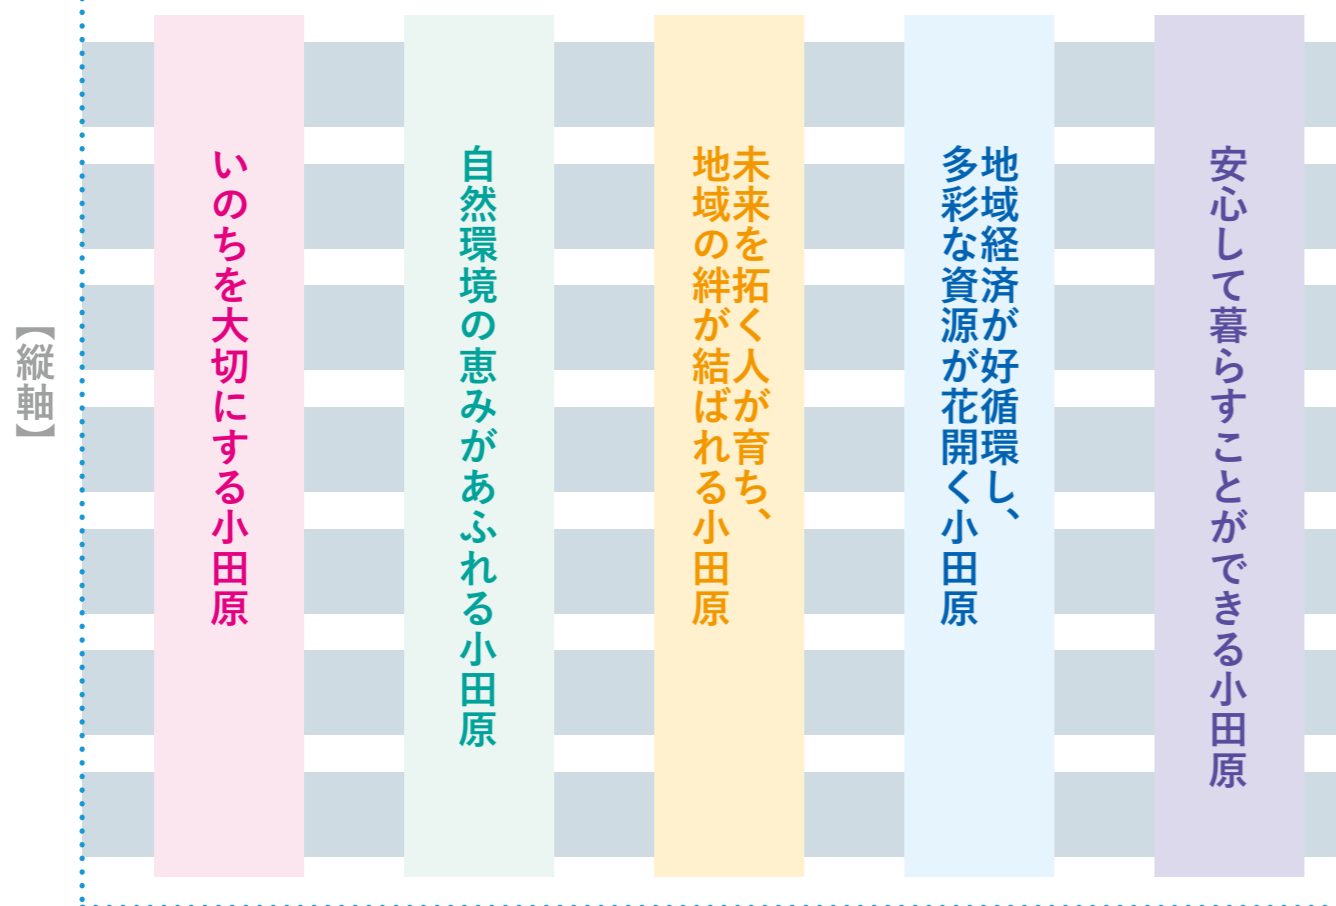 【縦軸】
いのちを大切にする小田原
自然環境の恵みがあふれる小田原
未来を拓く人が育ち、
地域の絆が結ばれる小田原
地域経済が好循環し、
多彩な資源が花開く小田原
安心して暮らすことができる小田原